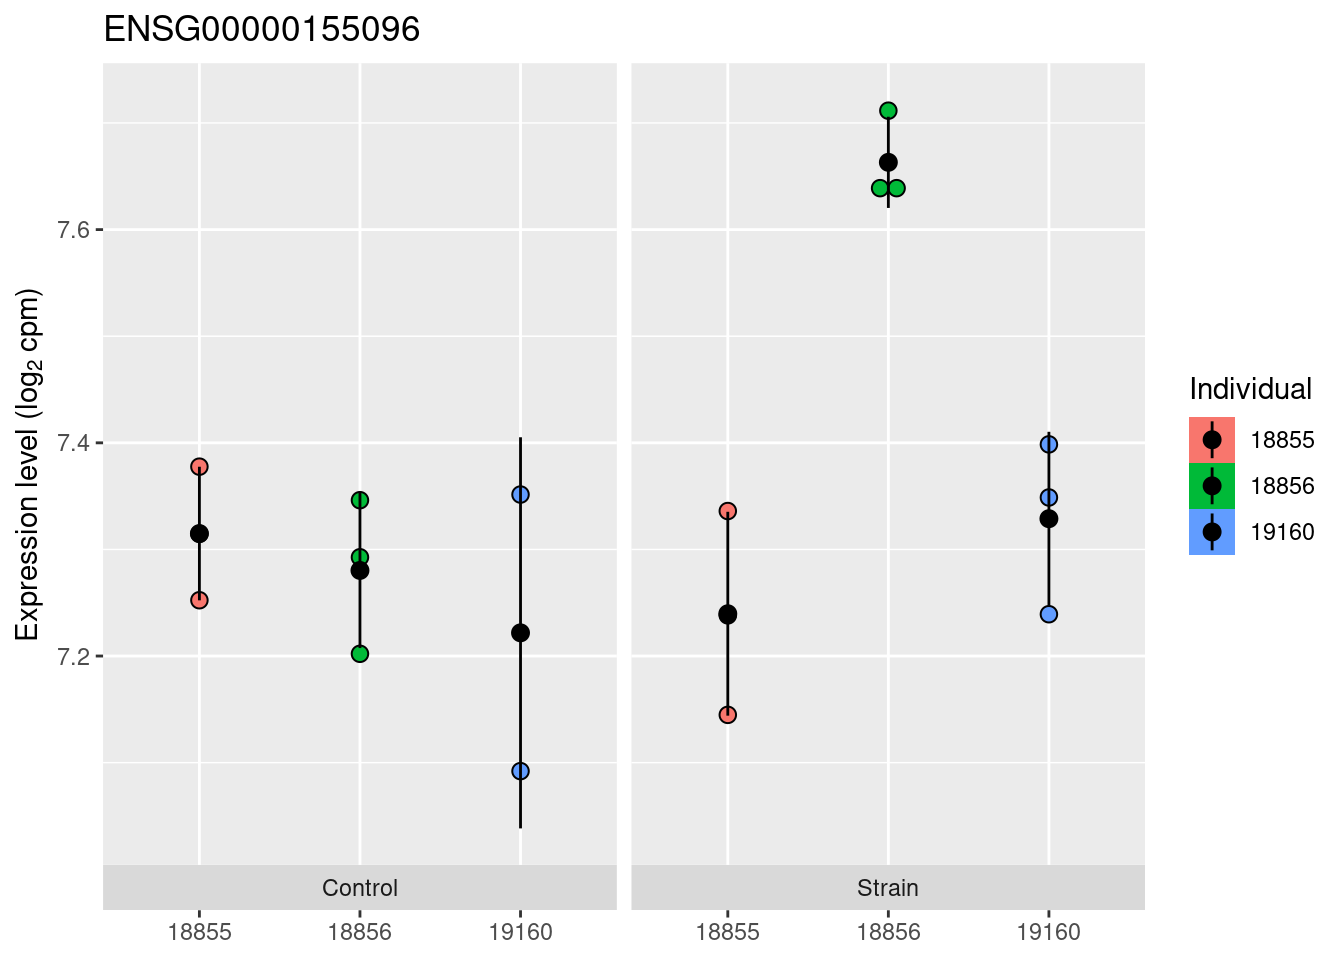 ENSG00000155096
Expression level (log₂ cpm)
7.6
7.4
7.2
Control
Strain
18855
18856
19160
18855
18856
19160
Individual
18855
18856
19160